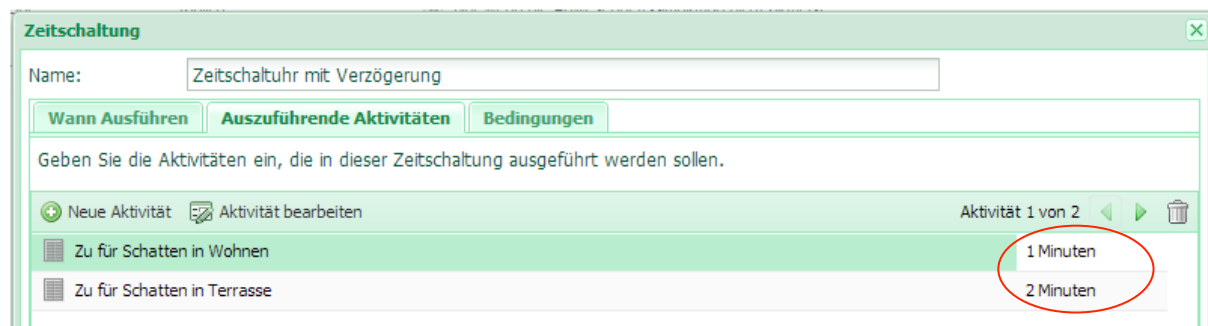 Zeitschaltung
Name: Zeitschaltuhr mit Verzögerung
Wann Ausführen Auszuführende Aktivitäten Bedingungen
Geben Sie die Aktivitäten ein, die in dieser Zeitschaltung ausgeführt werden sollen.
Neue Aktivität Aktivität bearbeiten Aktivität 1 von 2
Zu für Schatten in Wohnen 1 Minuten
Zu für Schatten in Terrasse 2 Minuten